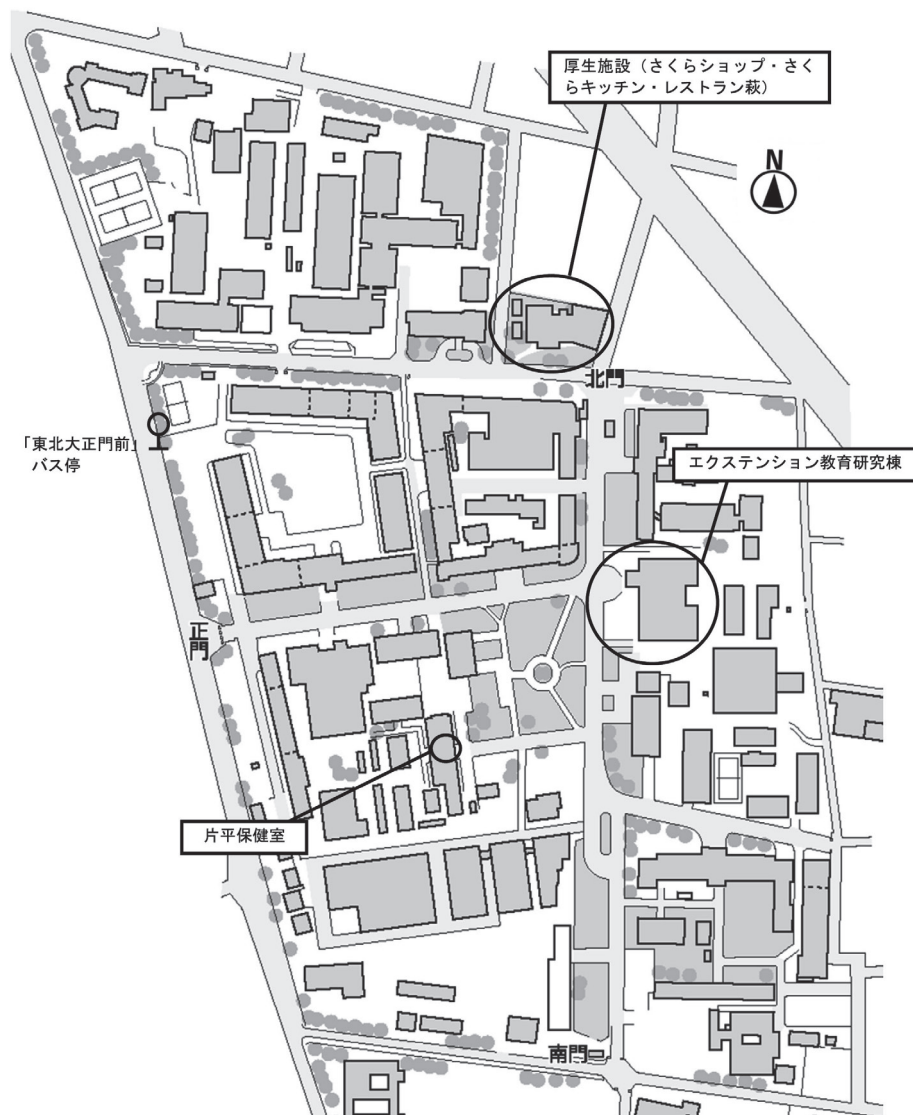 厚生施設（さくらショップ・さく
らキッチン・レストラン萩）
N
北門
「東北大正門前」
バス停
エクステンション教育研究棟
正門
片平保健室
南門